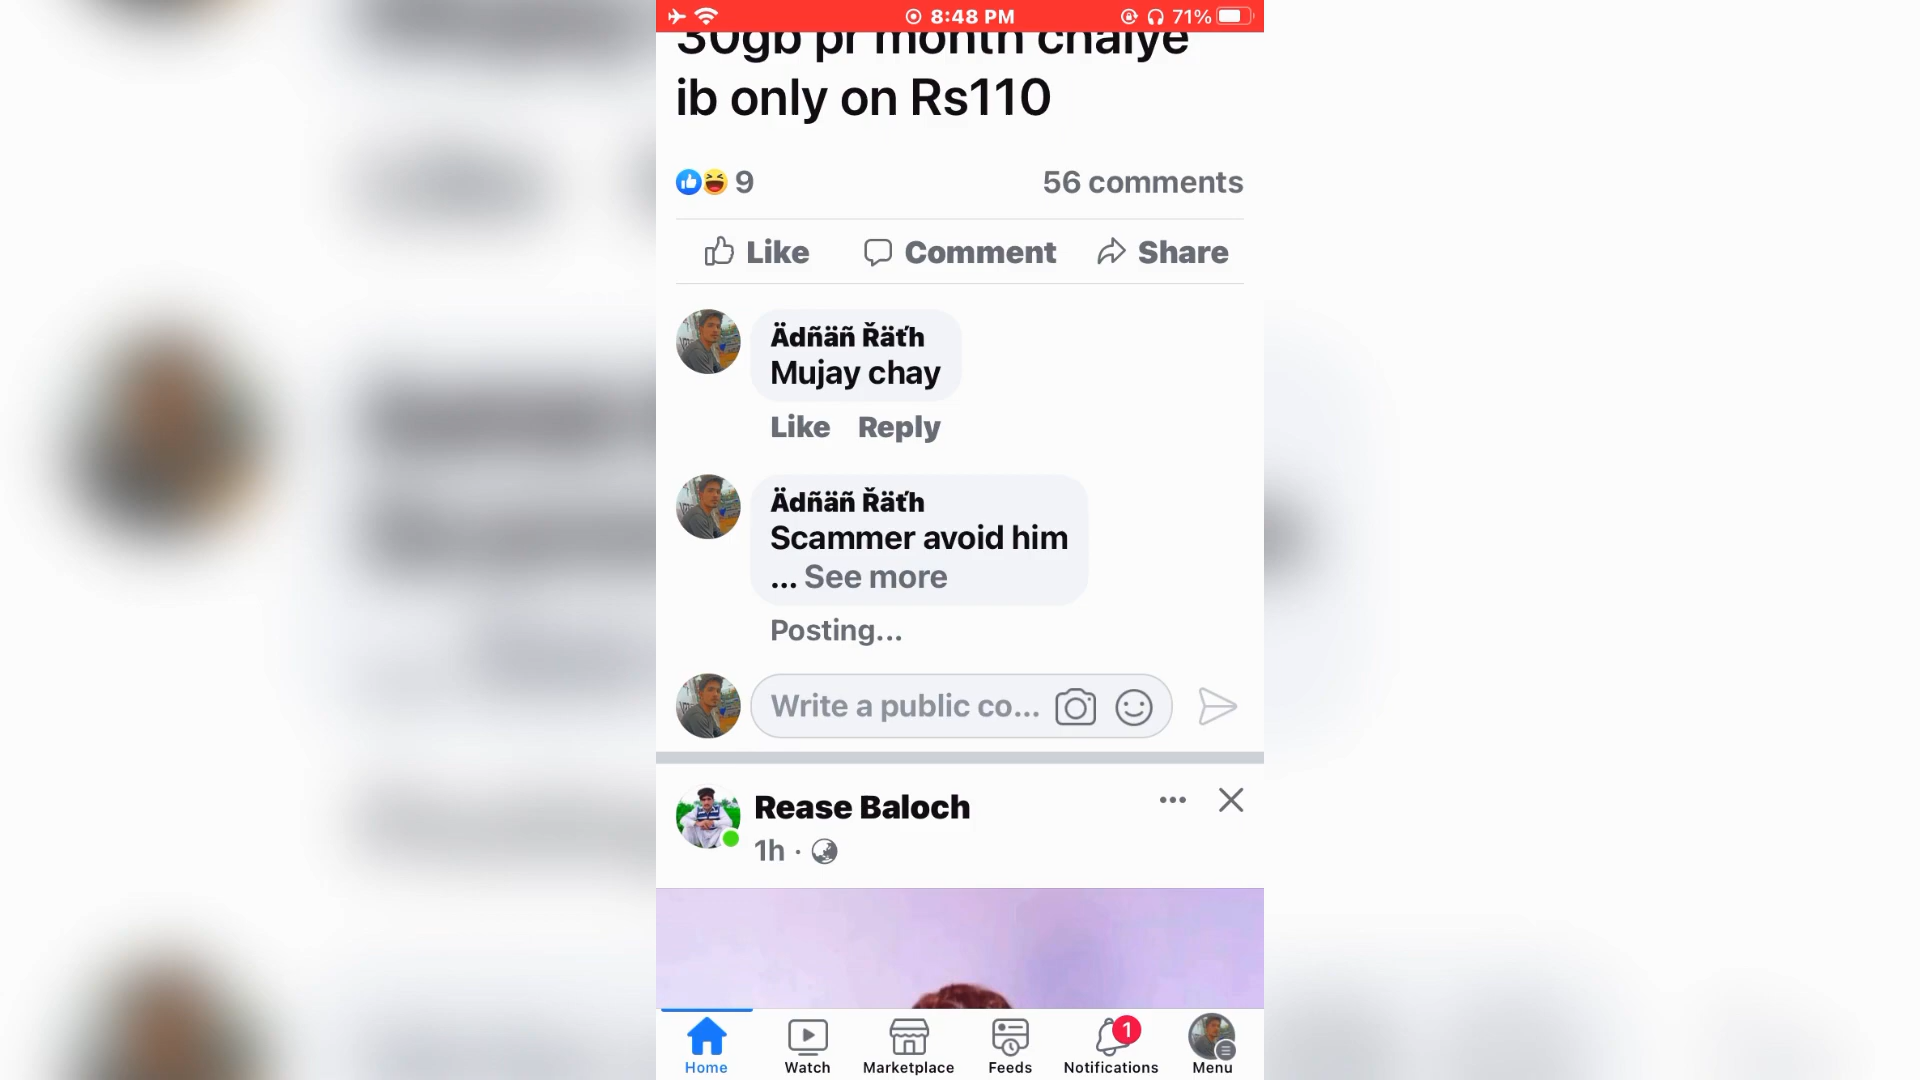 8:48 PM 71%
30gb pr month chaiye
ib only on Rs110
9 56 comments
Like Comment Share
Ädñäñ Řäťh
Mujay chay
Like Reply
Ädñäñ Řäťh
Scammer avoid him
... See more
Posting...
Write a public co...
Rease Baloch
1h ·
1
Home Watch Marketplace Feeds Notifications Menu